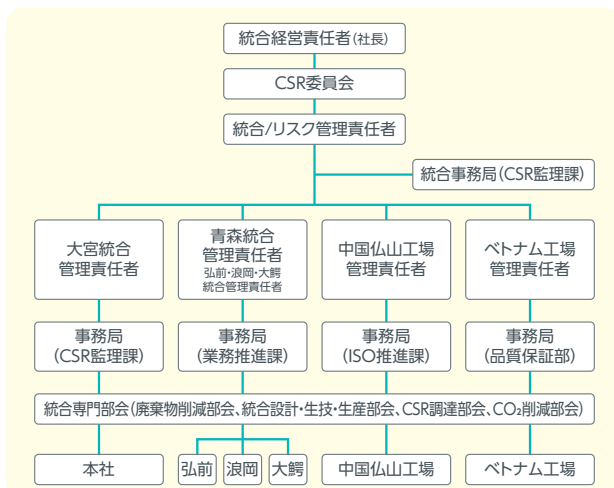 統合経営責任者(社長)
CSR委員会
統合/リスク管理責任者
統合事務局(CSR監理課)
大宮統合
管理責任者
青森統合
管理責任者
弘前・浪岡・大鰐
統合管理責任者
中国仏山工場
管理責任者
ベトナム工場
管理責任者
事務局
(CSR監理課)
事務局
(業務推進課)
事務局
(ISO推進課)
事務局
(品質保証部)
統合専門部会(廃棄物削減部会、統合設計・生技・生産部会、CSR調達部会、CO₂削減部会)
本社
弘前
浪岡
大鰐
中国仏山工場
ベトナム工場